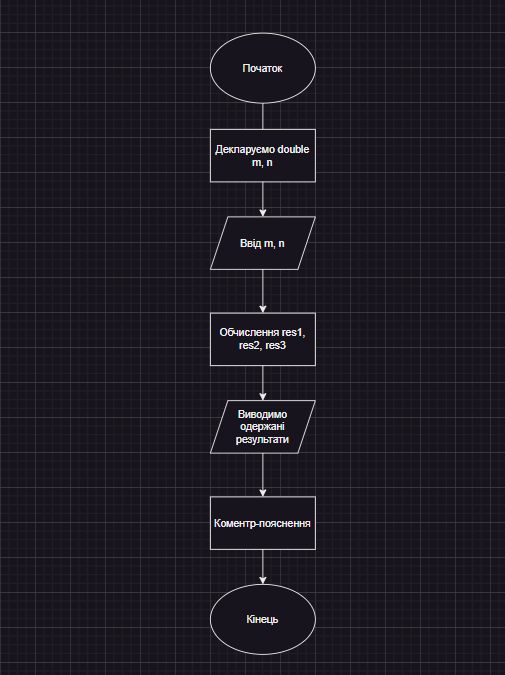 Початок
Декларуємо double
m, n
Ввід m, n
Обчислення res1,
res2, res3
Виводимо
одержані
результати
Коментр-пояснення
Кінець